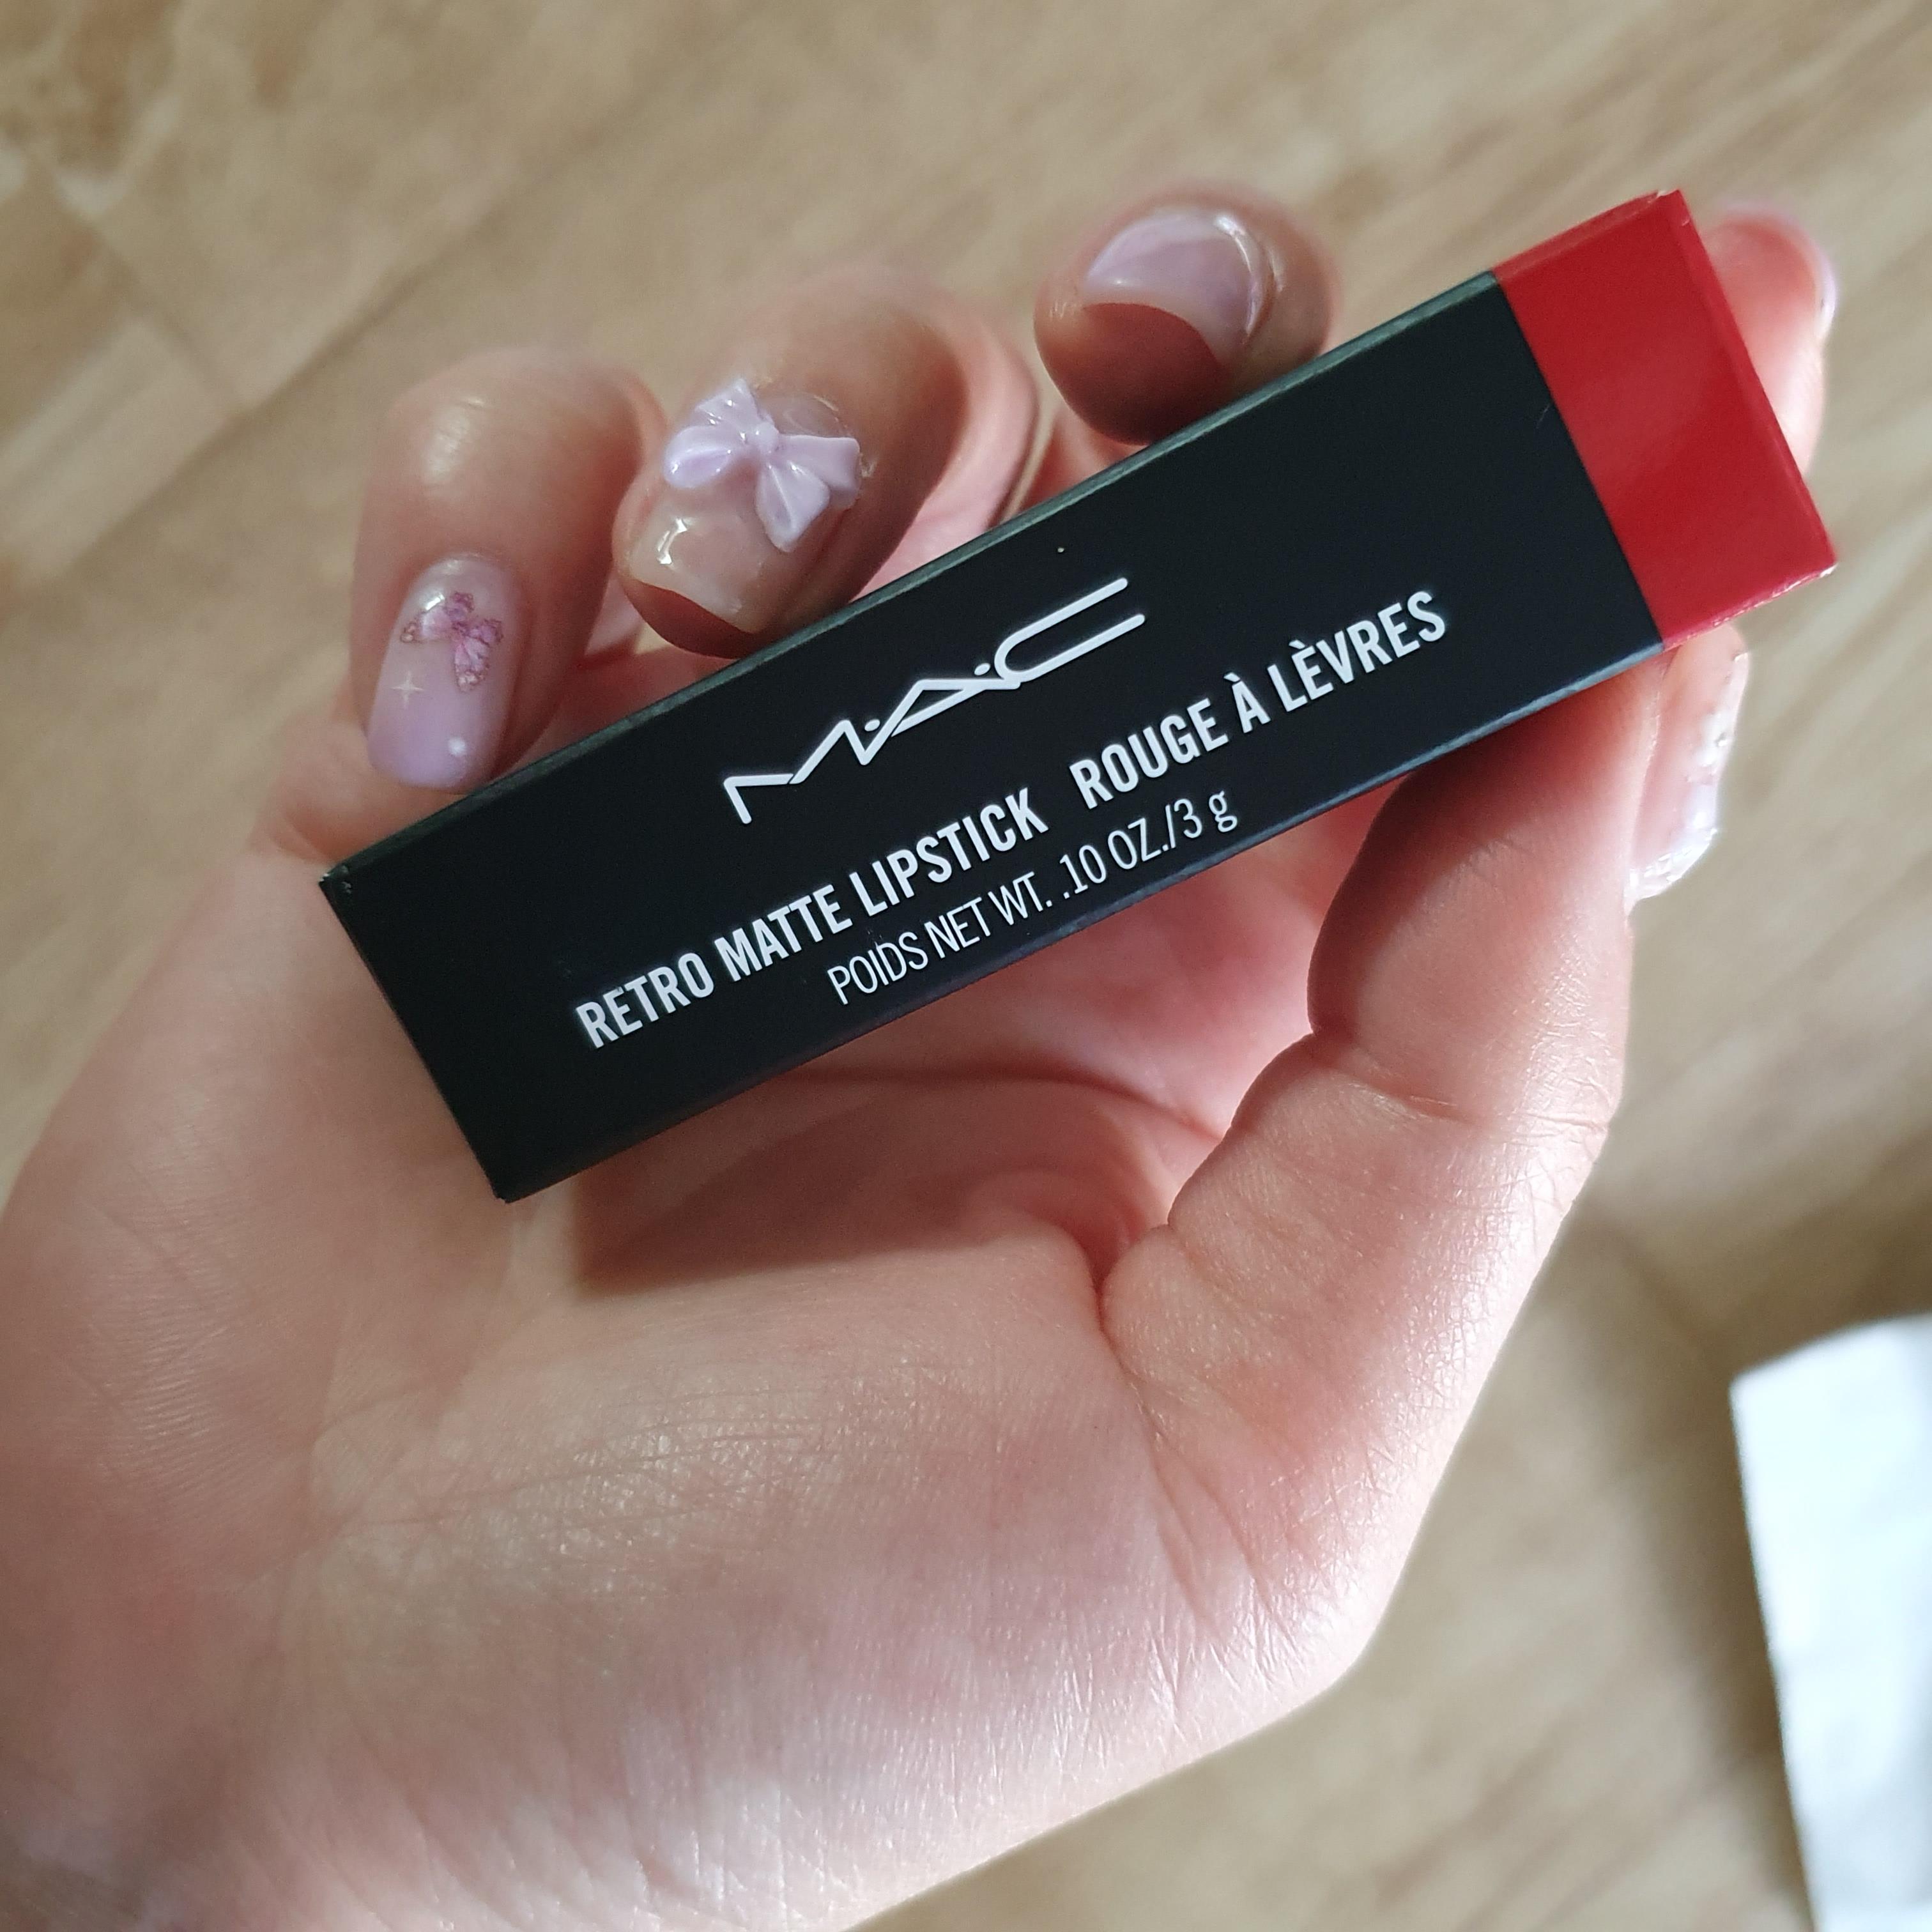 M·A·C
RETRO MATTE LIPSTICK ROUGE À LÈVRES
POIDS NET WT. .10 OZ./3 g